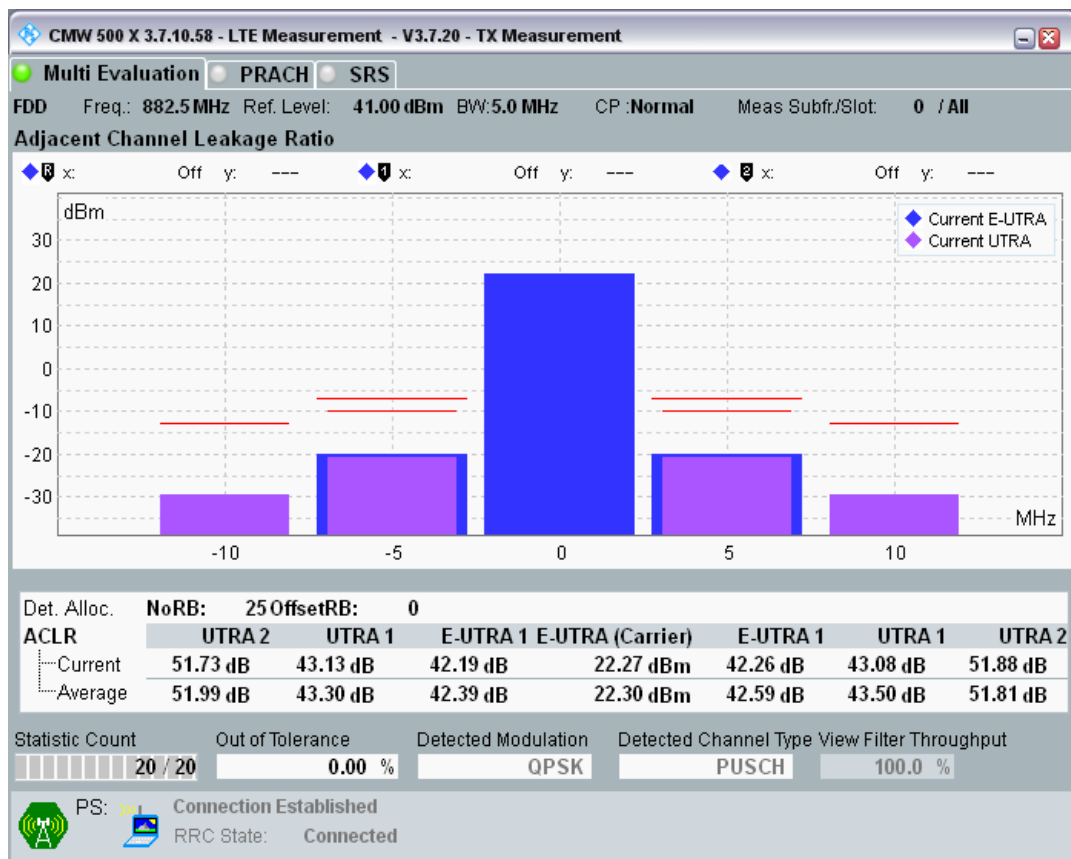 CMW 500 X 3.7.10.58 - LTE Measurement - V3.7.20 - TX Measurement
Multi Evaluation PRACH SRS
FDD Freq.: 882.5 MHz Ref. Level: 41.00 dBm BW:5.0 MHz CP :Normal Meas Subfr./Slot: 0 / All
Adjacent Channel Leakage Ratio
R x: Off y: --- 1 x: Off y: --- 2 x: Off y: ---
dBm
Current E-UTRA
Current UTRA
30
20
10
0
-10
-20
-30
MHz
-10 -5 0 5 10
Det. Alloc. NoRB: 25 OffsetRB: 0
ACLR UTRA 2 UTRA 1 E-UTRA 1 E-UTRA (Carrier) E-UTRA 1 UTRA 1 UTRA 2
Current 51.73 dB 43.13 dB 42.19 dB 22.27 dBm 42.26 dB 43.08 dB 51.88 dB
Average 51.99 dB 43.30 dB 42.39 dB 22.30 dBm 42.59 dB 43.50 dB 51.81 dB
Statistic Count Out of Tolerance Detected Modulation Detected Channel Type View Filter Throughput
20 / 20 0.00 % QPSK PUSCH 100.0 %
PS: Connection Established
RRC State: Connected